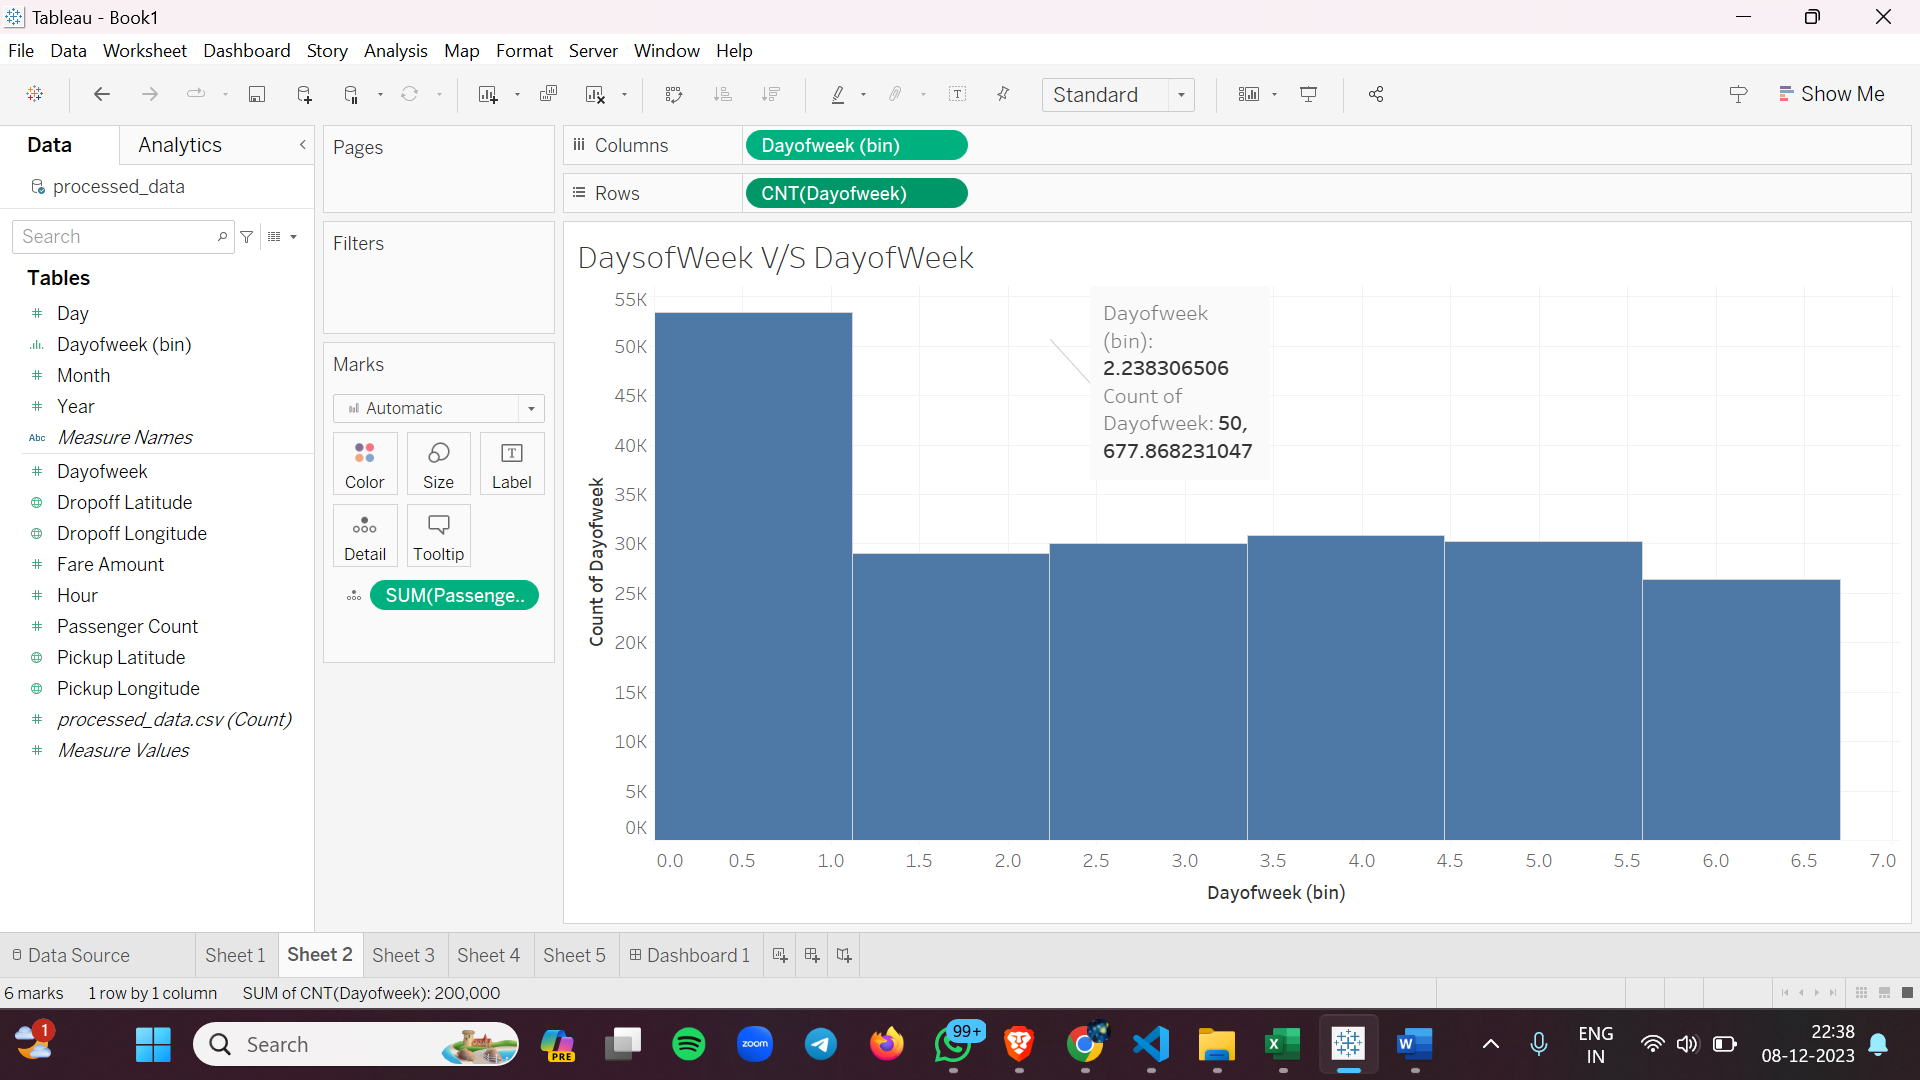 Tableau - Book1
File Data Worksheet Dashboard Story Analysis Map Format Server Window Help
Standard
Show Me
Data
Analytics
processed_data
Search
Tables
Day
Dayofweek (bin)
Month
Year
Abc Measure Names
Dayofweek
Dropoff Latitude
Dropoff Longitude
Fare Amount
Hour
Passenger Count
Pickup Latitude
Pickup Longitude
processed_data.csv (Count)
Measure Values
Pages
Filters
Marks
Automatic
Color
Size
T
Label
Detail
Tooltip
SUM(Passenge..
Columns
Dayofweek (bin)
Rows
CNT(Dayofweek)
DaysofWeek V/S DayofWeek
Dayofweek
(bin):
2.238306506
Count of
Dayofweek: 50,
677.868231047
Count of Dayofweek
55K
50K
45K
40K
35K
30K
25K
20K
15K
10K
5K
0K
0.0 0.5 1.0 1.5 2.0 2.5 3.0 3.5 4.0 4.5 5.0 5.5 6.0 6.5 7.0
Dayofweek (bin)
Data Source
Sheet 1
Sheet 2
Sheet 3
Sheet 4
Sheet 5
Dashboard 1
6 marks
1 row by 1 column
SUM of CNT(Dayofweek): 200,000
1
Search
PRE
zoom
99+
X
W
ENG
IN
22:38
08-12-2023